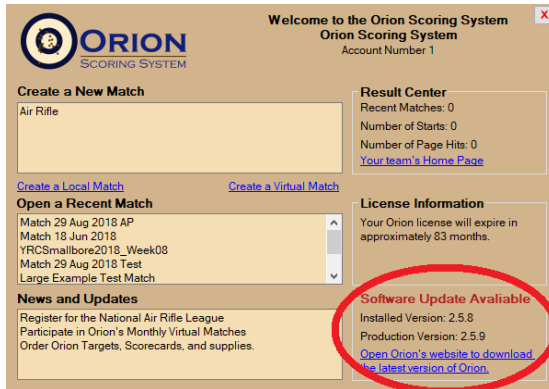 ORION
SCORING SYSTEM
Welcome to the Orion Scoring System
Orion Scoring System
Account Number 1
X
Create a New Match
Air Rifle
Create a Local Match
Create a Virtual Match
Open a Recent Match
Match 29 Aug 2018 AP
Match 18 Jun 2018
YRCSmallbore2018_Week08
Match 29 Aug 2018 Test
Large Example Test Match
News and Updates
Register for the National Air Rifle League
Participate in Orion's Monthly Virtual Matches
Order Orion Targets, Scorecards, and supplies.
Result Center
Recent Matches: 0
Number of Starts: 0
Number of Page Hits: 0
Your team's Home Page
License Information
Your Orion license will expire in
approximately 83 months.
Software Update Avaliable
Installed Version: 2.5.8
Production Version: 2.5.9
Open Orion's website to download
the latest version of Orion.